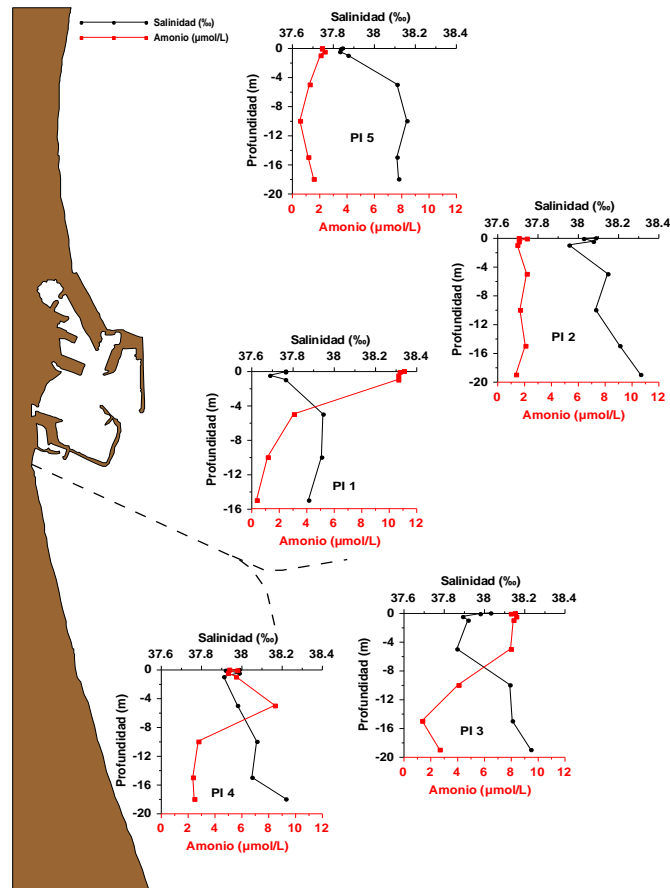 Salinidad (‰)
Amonio (µmol/L)
Salinidad (‰)
37.6 37.8 38 38.2 38.4
Profundidad (m)
0
-4
-8
-12
-16
-20
PI 5
0 2 4 6 8 10 12
Amonio (µmol/L)
Salinidad (‰)
37.6 37.8 38 38.2 38.4
Profundidad (m)
0
-4
-8
-12
-16
-20
PI 2
0 2 4 6 8 10 12
Amonio (µmol/L)
Salinidad (‰)
37.6 37.8 38 38.2 38.4
Profundidad (m)
0
-4
-8
-12
-16
PI 1
0 2 4 6 8 10 12
Amonio (µmol/L)
Salinidad (‰)
37.6 37.8 38 38.2 38.4
Profundidad (m)
0
-5
-10
-15
-20
PI 3
0 2 4 6 8 10 12
Amonio (µmol/L)
Salinidad (‰)
37.6 37.8 38 38.2 38.4
Profundidad (m)
0
-4
-8
-12
-16
-20
PI 4
0 2 4 6 8 10 12
Amonio (µmol/L)